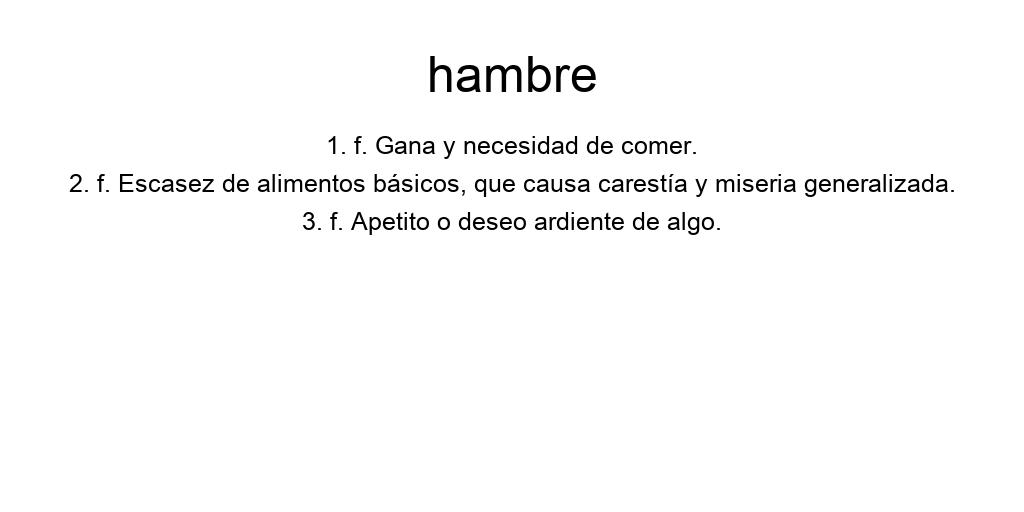 hambre
1. f. Gana y necesidad de comer.
2. f. Escasez de alimentos básicos, que causa carestía y miseria generalizada.
3. f. Apetito o deseo ardiente de algo.